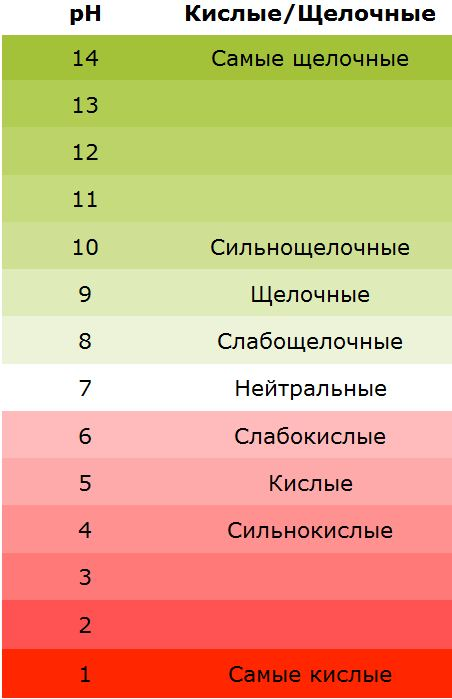 pH Кислые/Щелочные
14 Самые щелочные
13
12
11
10 Сильнощелочные
9 Щелочные
8 Слабощелочные
7 Нейтральные
6 Слабокислые
5 Кислые
4 Сильнокислые
3
2
1 Самые кислые